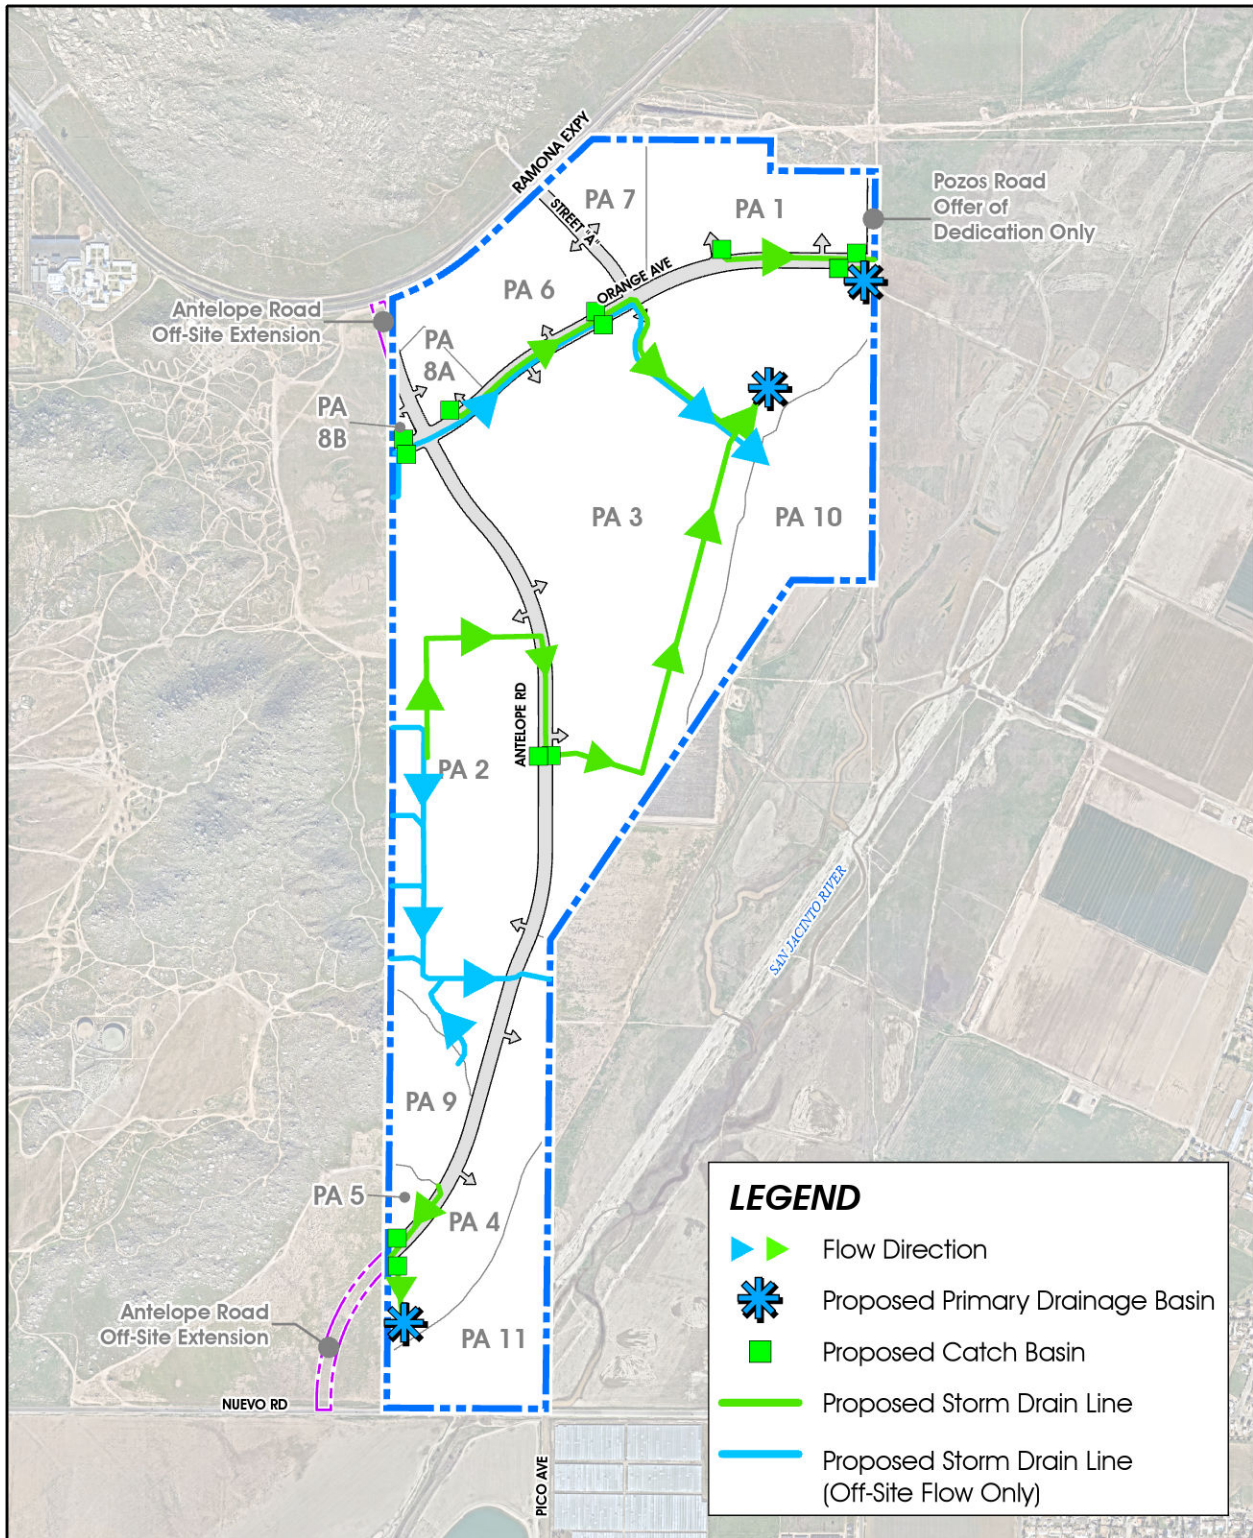 RAMONA EXPY
STREET "A"
PA 7
PA 1
Pozos Road
Offer of
Dedication Only
ORANGE AVE
PA 6
Antelope Road
Off-Site Extension
PA
8A
PA
8B
PA 3
PA 10
ANTELOPE RD
PA 2
SAN JACINTO RIVER
PA 9
PA 5
PA 4
Antelope Road
Off-Site Extension
PA 11
NUEVO RD
PICO AVE
LEGEND
Flow Direction
Proposed Primary Drainage Basin
Proposed Catch Basin
Proposed Storm Drain Line
Proposed Storm Drain Line
(Off-Site Flow Only)